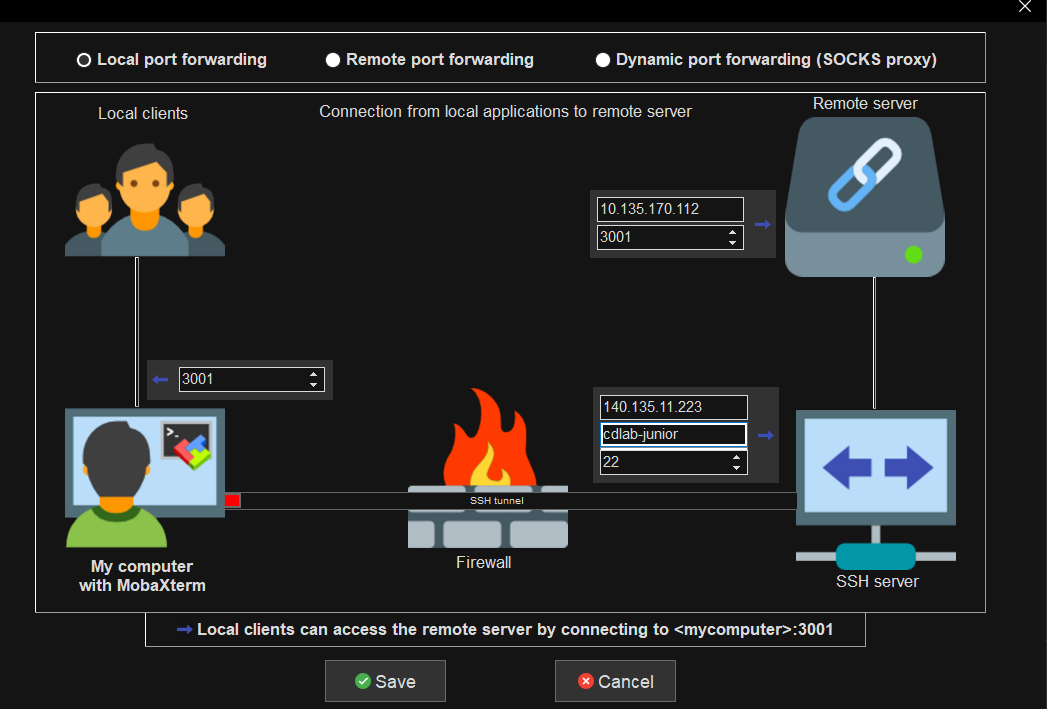 Local port forwarding
Remote port forwarding
Dynamic port forwarding (SOCKS proxy)
Local clients
Connection from local applications to remote server
Remote server
10.135.170.112
3001
3001
140.135.11.223
cdlab-junior
22
>_
SSH tunnel
Firewall
My computer
with MobaXterm
SSH server
Local clients can access the remote server by connecting to <mycomputer>:3001
Save
Cancel